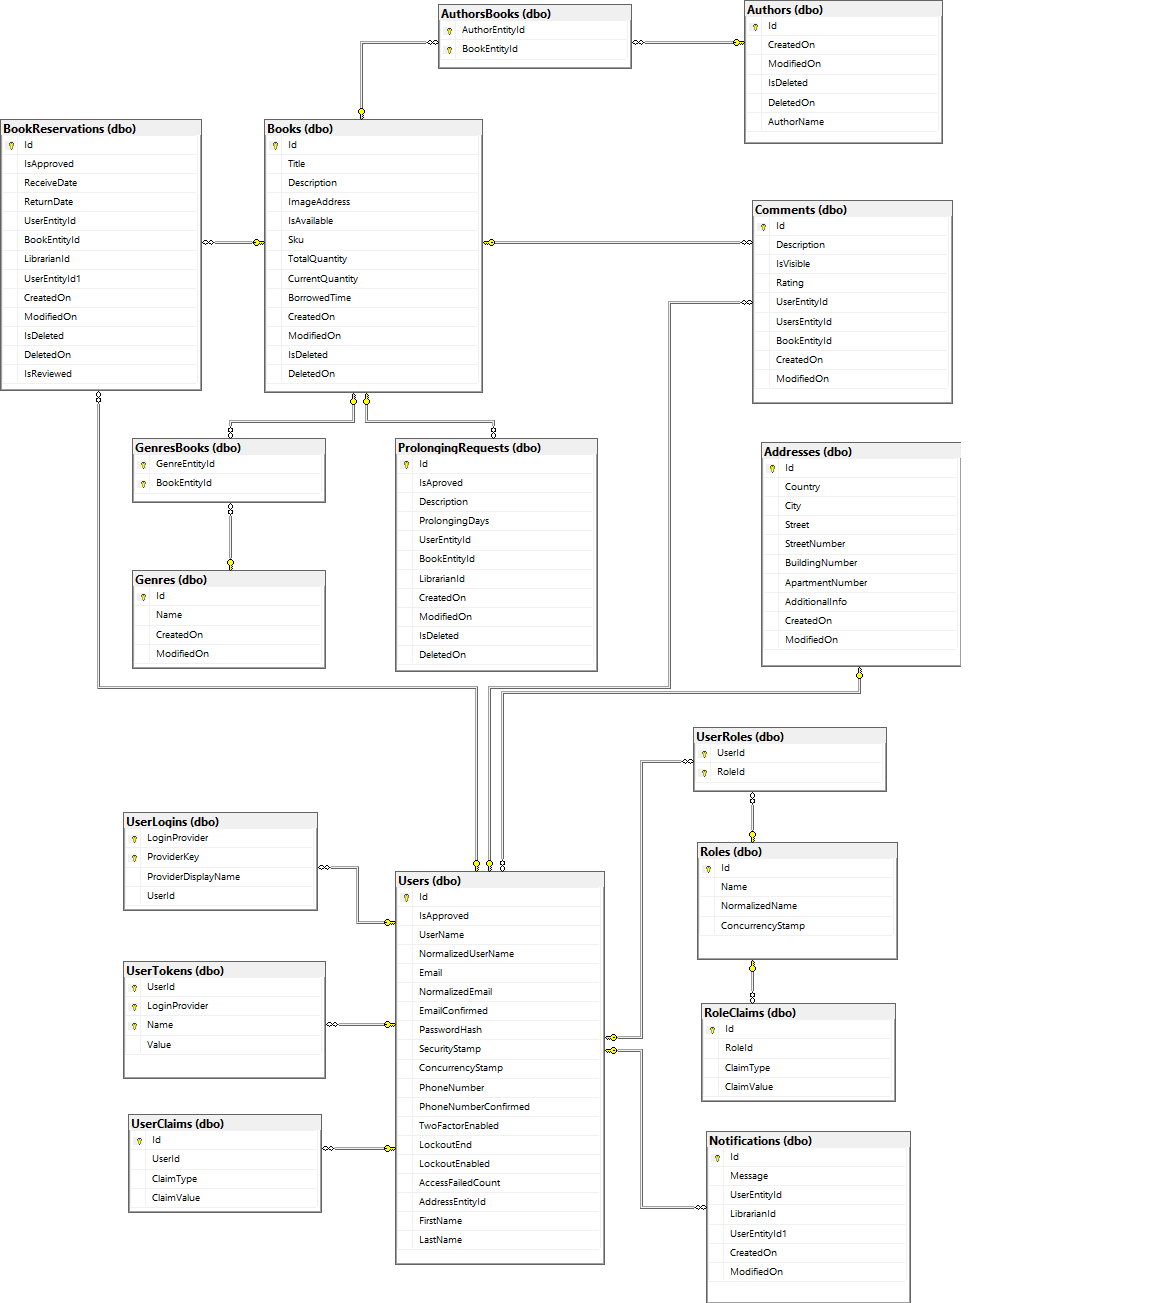 AuthorsBooks (dbo)
AuthorEntityId
BookEntityId
Authors (dbo)
Id
CreatedOn
ModifiedOn
IsDeleted
DeletedOn
AuthorName
BookReservations (dbo)
Id
IsApproved
ReceiveDate
ReturnDate
UserEntityId
BookEntityId
LibrarianId
UserEntityId1
CreatedOn
ModifiedOn
IsDeleted
DeletedOn
IsReviewed
Books (dbo)
Id
Title
Description
ImageAddress
IsAvailable
Sku
TotalQuantity
CurrentQuantity
BorrowedTime
CreatedOn
ModifiedOn
IsDeleted
DeletedOn
Comments (dbo)
Id
Description
IsVisible
Rating
UserEntityId
UsersEntityId
BookEntityId
CreatedOn
ModifiedOn
GenresBooks (dbo)
GenreEntityId
BookEntityId
ProlongingRequests (dbo)
Id
IsAproved
Description
ProlongingDays
UserEntityId
BookEntityId
LibrarianId
CreatedOn
ModifiedOn
IsDeleted
DeletedOn
Addresses (dbo)
Id
Country
City
Street
StreetNumber
BuildingNumber
ApartmentNumber
AdditionalInfo
CreatedOn
ModifiedOn
Genres (dbo)
Id
Name
CreatedOn
ModifiedOn
UserRoles (dbo)
UserId
RoleId
UserLogins (dbo)
LoginProvider
ProviderKey
ProviderDisplayName
UserId
Roles (dbo)
Id
Name
NormalizedName
ConcurrencyStamp
Users (dbo)
Id
IsApproved
UserName
NormalizedUserName
Email
NormalizedEmail
EmailConfirmed
PasswordHash
SecurityStamp
ConcurrencyStamp
PhoneNumber
PhoneNumberConfirmed
TwoFactorEnabled
LockoutEnd
LockoutEnabled
AccessFailedCount
AddressEntityId
FirstName
LastName
UserTokens (dbo)
UserId
LoginProvider
Name
Value
RoleClaims (dbo)
Id
RoleId
ClaimType
ClaimValue
UserClaims (dbo)
Id
UserId
ClaimType
ClaimValue
Notifications (dbo)
Id
Message
UserEntityId
LibrarianId
UserEntityId1
CreatedOn
ModifiedOn